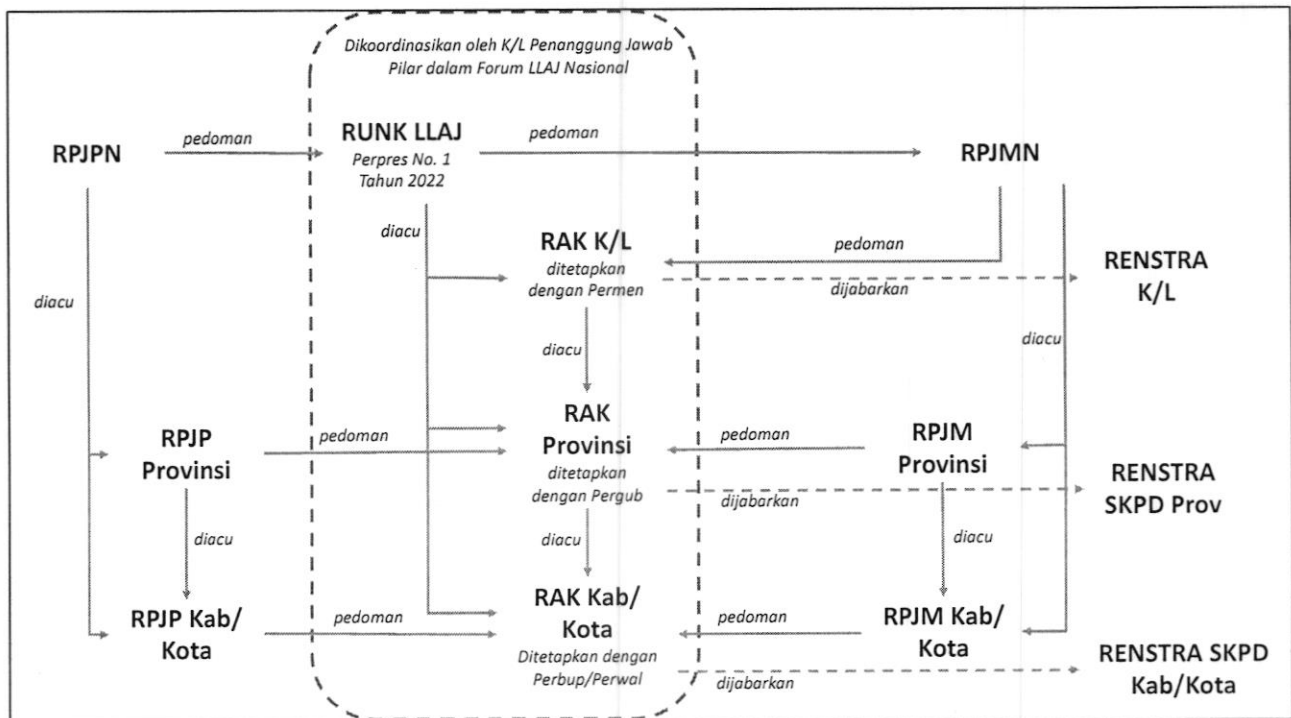 Dikoordinasikan oleh K/L Penanggung Jawab
Pilar dalam Forum LLAJ Nasional
RPJPN
pedoman
RUNK LLAJ
Perpres No. 1
Tahun 2022
pedoman
RPJMN
diacu
diacu
RAK K/L
ditetapkan
dengan Permen
pedoman
dijabarkan
RENSTRA
K/L
diacu
diacu
RPJP
Provinsi
pedoman
RAK
Provinsi
ditetapkan
dengan Pergub
pedoman
RPJM
Provinsi
dijabarkan
RENSTRA
SKPD Prov
diacu
diacu
diacu
RPJP Kab/
Kota
pedoman
RAK Kab/
Kota
Ditetapkan dengan
Perbup/Perwal
pedoman
RPJM Kab/
Kota
dijabarkan
RENSTRA SKPD
Kab/Kota